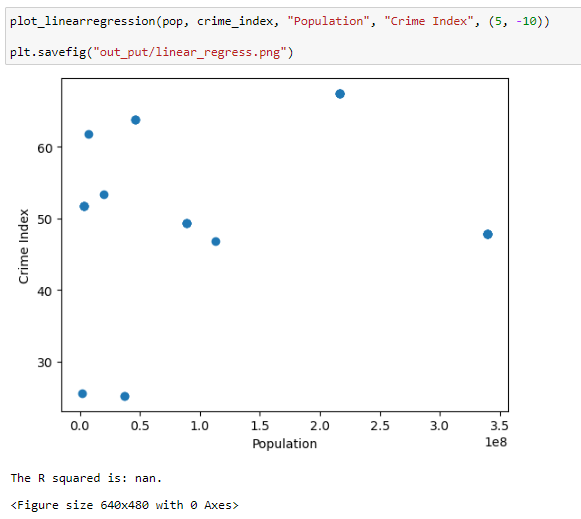 plot_linearregression(pop, crime_index, "Population", "Crime Index", (5, -10))
plt.savefig("out_put/linear_regress.png")
60
50
40
30
Crime Index
0.0 0.5 1.0 1.5 2.0 2.5 3.0 3.5
1e8
Population
The R squared is: nan.
<Figure size 640x480 with 0 Axes>